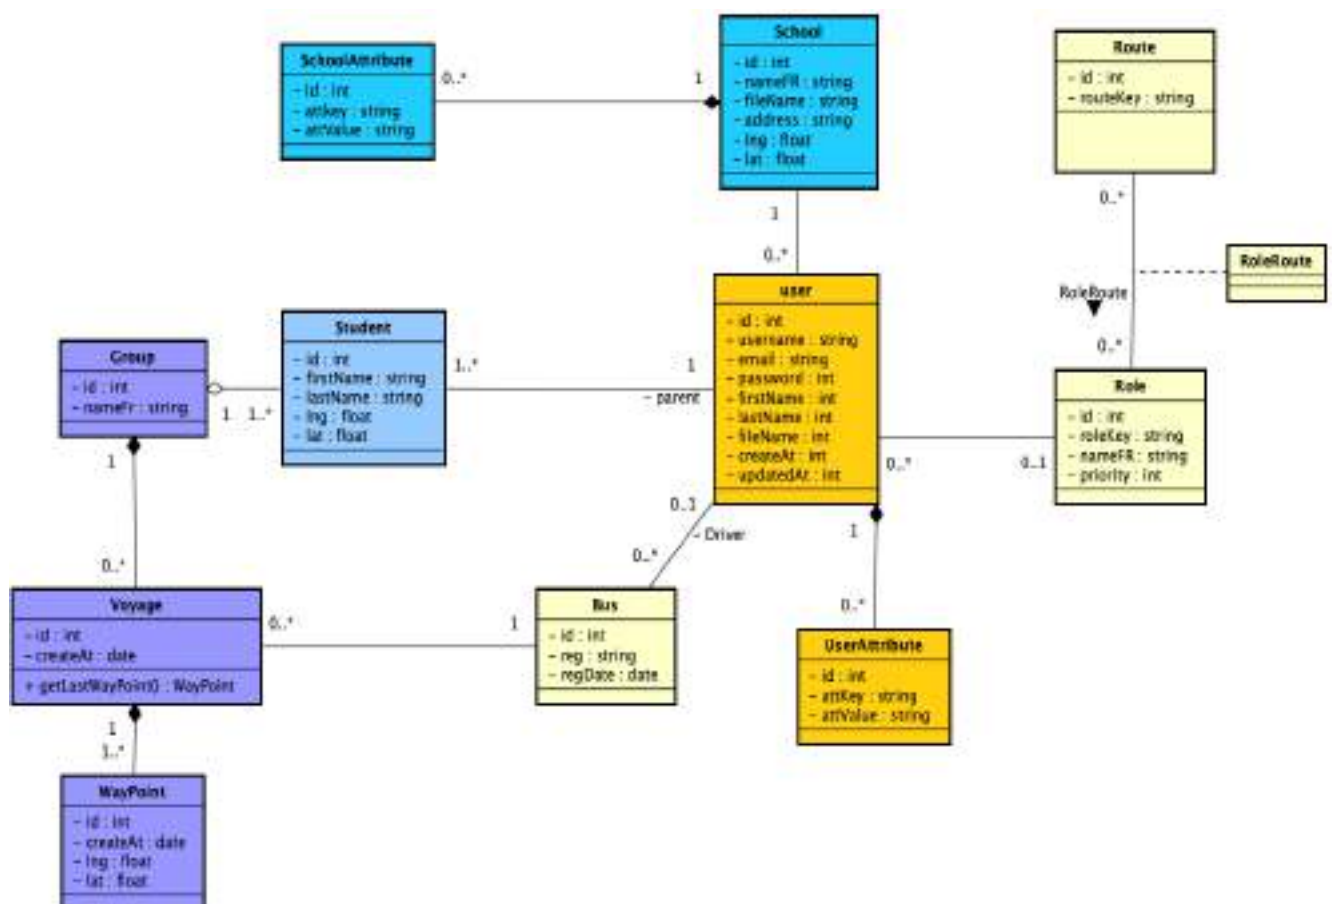 School
- id : int
- nameFR : string
- fileName : string
- address : string
- lng : float
- lat : float
SchoolAttribute
- id : int
- attkey : string
- attValue : string
0..*
1
Route
- id : int
- routeKey : string
0..*
RoleRoute
RoleRoute
0..*
1
0..*
user
- id : int
- username : string
- email : string
- password : int
- firstName : int
- lastName : int
- fileName : int
- createAt : int
- updatedAt : int
Student
- id : int
- firstName : string
- lastName : string
- lng : float
- lat : float
1..*
1
- parent
Group
- id : int
- nameFr : string
1
1..*
Role
- id : int
- roleKey : string
- nameFR : string
- priority : int
0..*
0..1
1
0..*
0..1
- Driver
0..*
1
0..*
Voyage
- id : int
- createAt : date
+ getLastWayPoint() : WayPoint
0..*
1
Bus
- id : int
- reg : string
- regDate : date
UserAttribute
- id : int
- attKey : string
- attValue : string
1
1..*
WayPoint
- id : int
- createAt : date
- lng : float
- lat : float